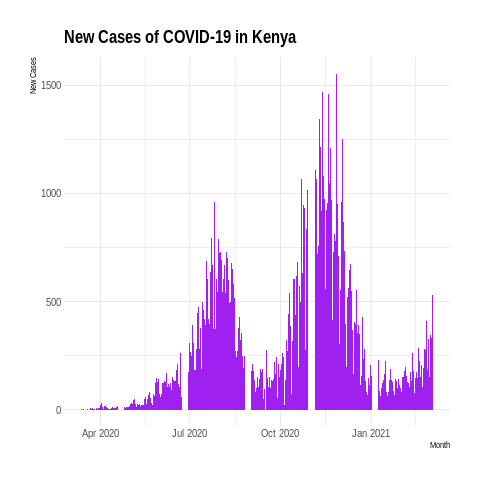 New Cases of COVID-19 in Kenya
New Cases
1500
1000
500
0
Apr 2020 Jul 2020 Oct 2020 Jan 2021
Month